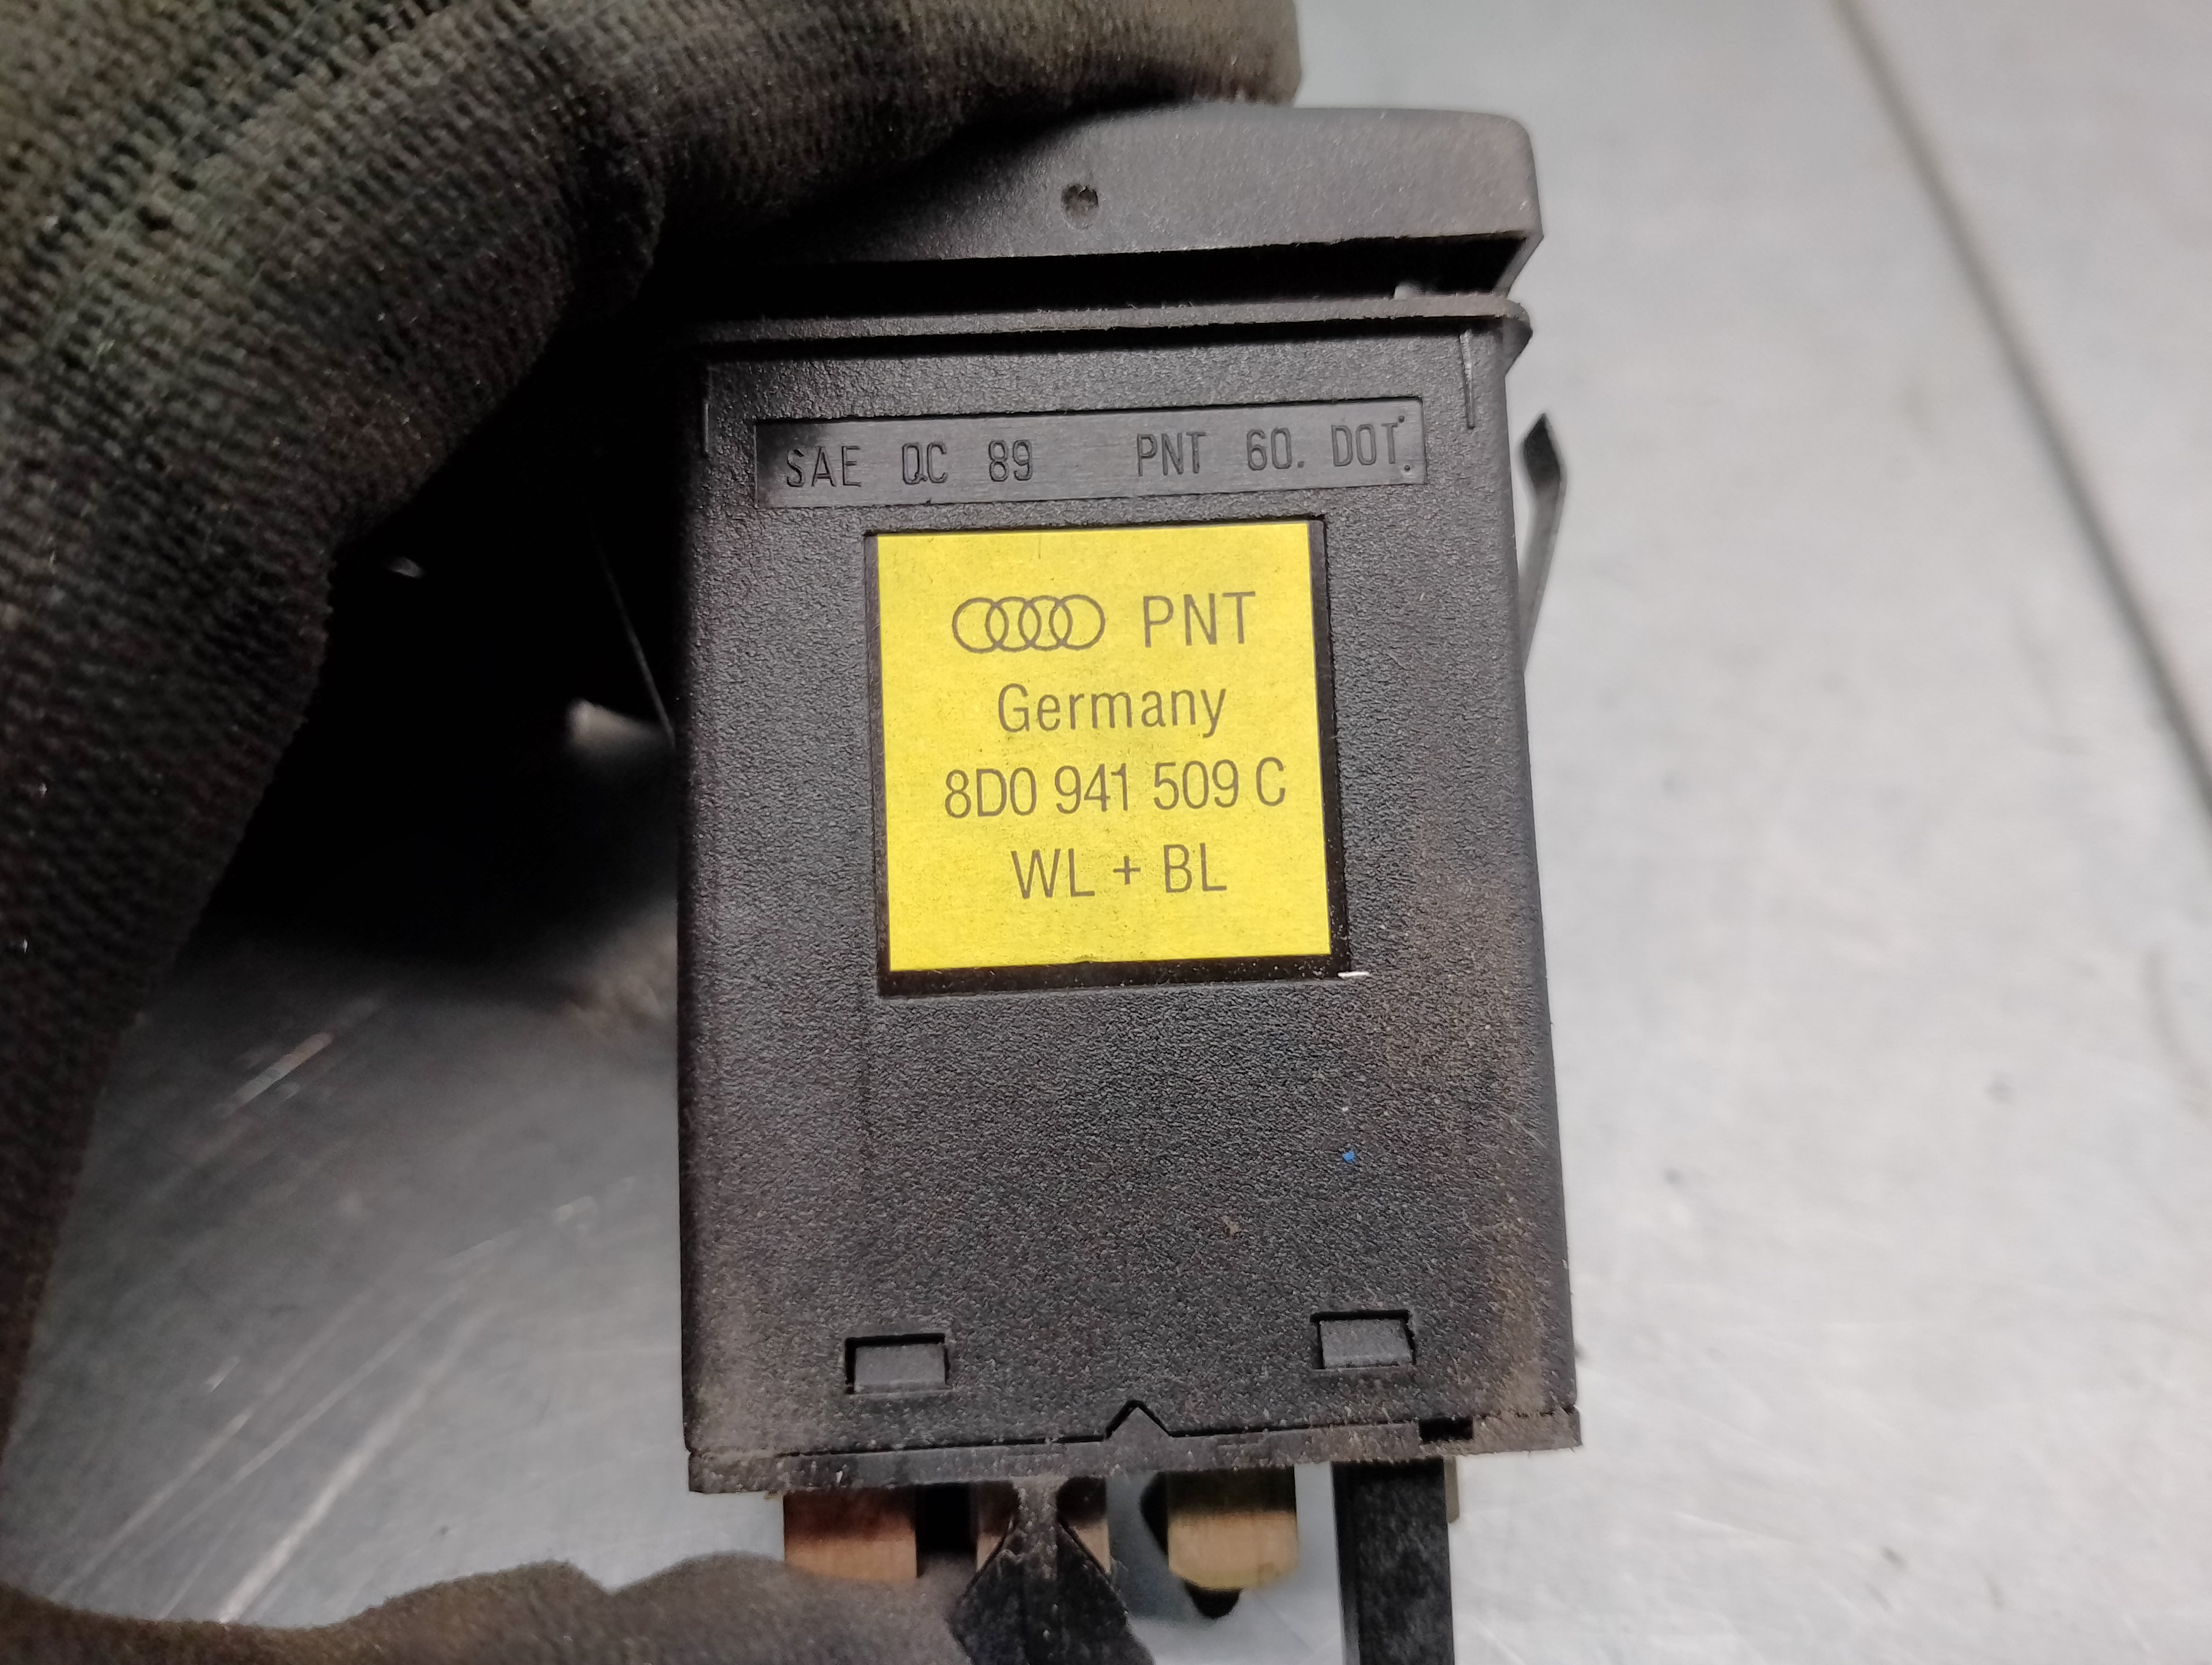 SAE QC 89 PNT 60. DOT.
PNT
Germany
8D0 941 509 C
WL + BL